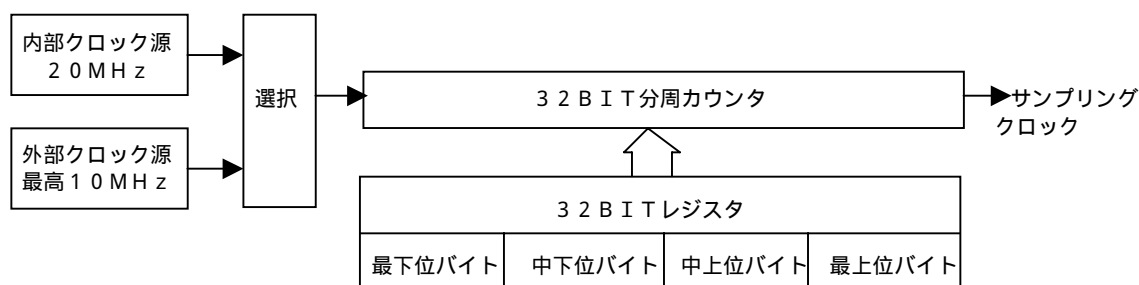 内部クロック源
２０ＭＨｚ
選択
３２ＢＩＴ分周カウンタ
サンプリング
クロック
外部クロック源
最高１０ＭＨｚ
３２ＢＩＴレジスタ
最下位バイト
中下位バイト
中上位バイト
最上位バイト